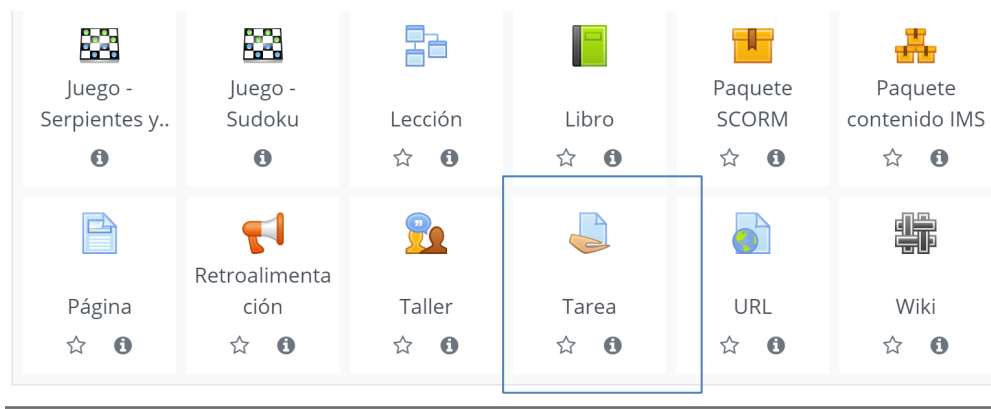 Juego -
Serpientes y..
Juego -
Sudoku
Lección
Libro
Paquete
SCORM
Paquete
contenido IMS
Página
Retroalimenta
ción
Taller
Tarea
URL
Wiki